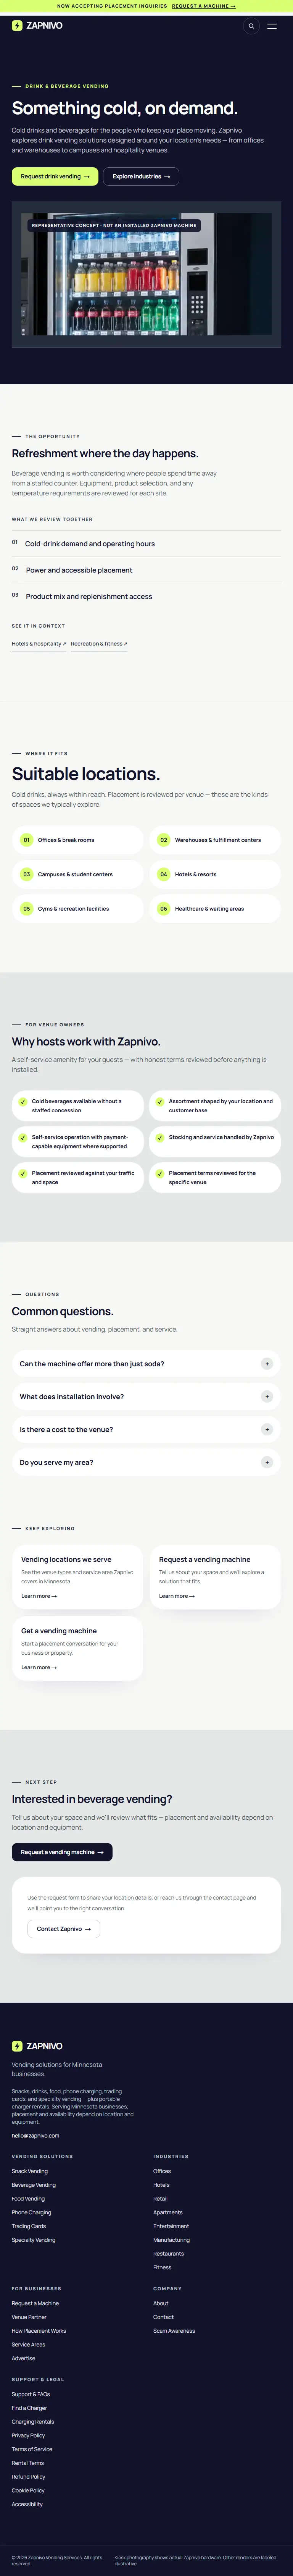 NOW ACCEPTING PLACEMENT INQUIRIES REQUEST A MACHINE →
ZAPNIVO
DRINK & BEVERAGE VENDING
Something cold, on demand.
Cold drinks and beverages for the people who keep your place moving. Zapnivo
explores drink vending solutions designed around your location's needs — from offices
and warehouses to campuses and hospitality venues.
Request drink vending →
Explore industries →
REPRESENTATIVE CONCEPT · NOT AN INSTALLED ZAPNIVO MACHINE
THE OPPORTUNITY
Refreshment where the day happens.
Beverage vending is worth considering where people spend time away
from a staffed counter. Equipment, product selection, and any
temperature requirements are reviewed for each site.
WHAT WE REVIEW TOGETHER
01 Cold-drink demand and operating hours
02 Power and accessible placement
03 Product mix and replenishment access
SEE IT IN CONTEXT
Hotels & hospitality ↗ Recreation & fitness ↗
WHERE IT FITS
Suitable locations.
Cold drinks, always within reach. Placement is reviewed per venue — these are the kinds
of spaces we typically explore.
01 Offices & break rooms
02 Warehouses & fulfillment centers
03 Campuses & student centers
04 Hotels & resorts
05 Gyms & recreation facilities
06 Healthcare & waiting areas
FOR VENUE OWNERS
Why hosts work with Zapnivo.
A self-service amenity for your guests — with honest terms reviewed before anything is
installed.
✓ Cold beverages available without a
staffed concession
✓ Assortment shaped by your location and
customer base
✓ Self-service operation with payment-
capable equipment where supported
✓ Stocking and service handled by Zapnivo
✓ Placement reviewed against your traffic
and space
✓ Placement terms reviewed for the
specific venue
QUESTIONS
Common questions.
Straight answers about vending, placement, and service.
Can the machine offer more than just soda? +
What does installation involve? +
Is there a cost to the venue? +
Do you serve my area? +
KEEP EXPLORING
Vending locations we serve
See the venue types and service area Zapnivo
covers in Minnesota.
Learn more →
Request a vending machine
Tell us about your space and we'll explore a
solution that fits.
Learn more →
Get a vending machine
Start a placement conversation for your
business or property.
Learn more →
NEXT STEP
Interested in beverage vending?
Tell us about your space and we'll review what fits — placement and availability depend on
location and equipment.
Request a vending machine →
Use the request form to share your location details, or reach us through the contact page and
we'll point you to the right conversation.
Contact Zapnivo →
ZAPNIVO
Vending solutions for Minnesota
businesses.
Snacks, drinks, food, phone charging, trading
cards, and specialty vending — plus portable
charger rentals. Serving Minnesota businesses;
placement and availability depend on location and
equipment.
hello@zapnivo.com
VENDING SOLUTIONS
Snack Vending
Beverage Vending
Food Vending
Phone Charging
Trading Cards
Specialty Vending
INDUSTRIES
Offices
Hotels
Retail
Apartments
Entertainment
Manufacturing
Restaurants
Fitness
FOR BUSINESSES
Request a Machine
Venue Partner
How Placement Works
Service Areas
Advertise
COMPANY
About
Contact
Scam Awareness
SUPPORT & LEGAL
Support & FAQs
Find a Charger
Charging Rentals
Privacy Policy
Terms of Service
Rental Terms
Refund Policy
Cookie Policy
Accessibility
© 2026 Zapnivo Vending Services. All rights
reserved.
Kiosk photography shows actual Zapnivo hardware. Other renders are labeled
illustrative.